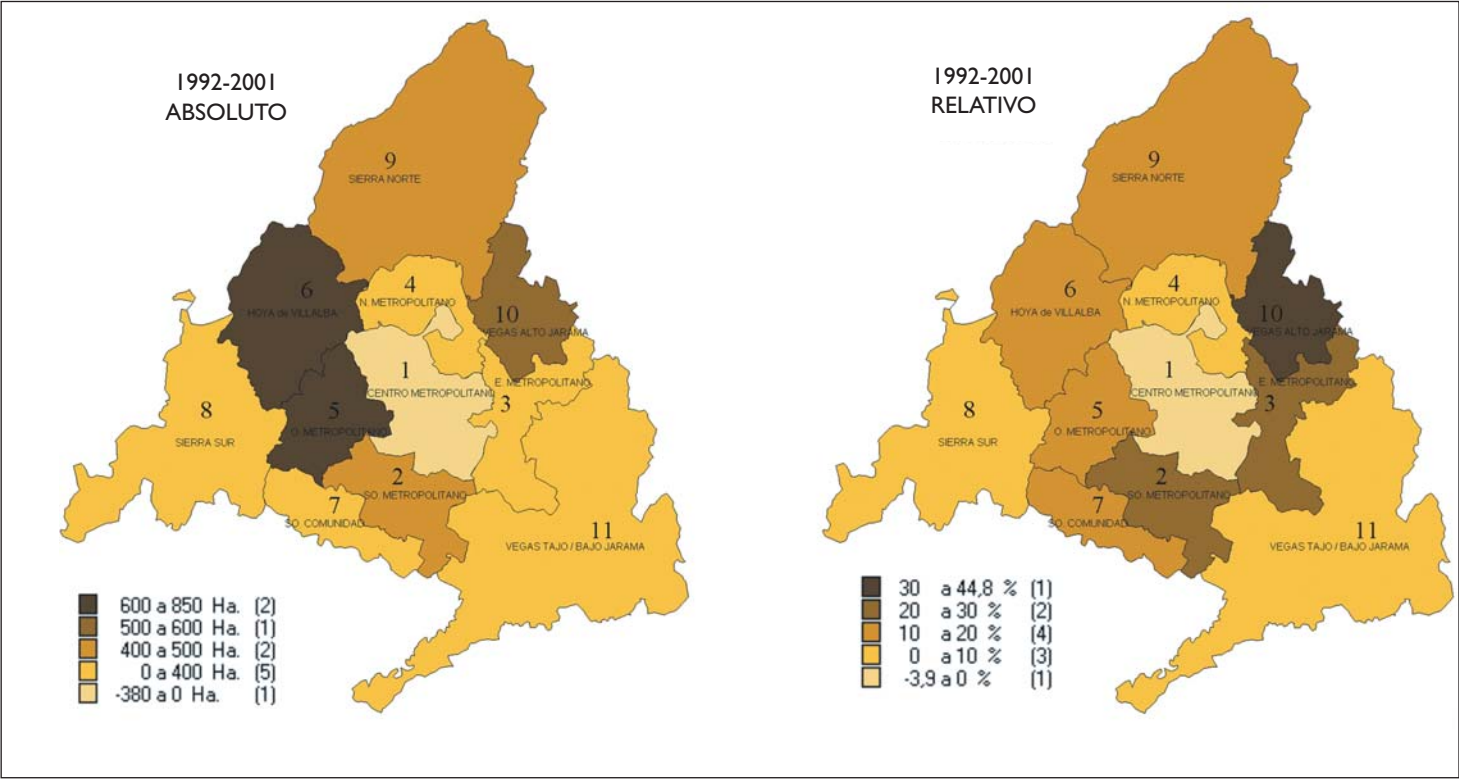 1992-2001
ABSOLUTO
9
SIERRA NORTE
6
HOYA de VILLALBA
4
N. METROPOLITANO
10
VEGAS ALTO JARAMA
1
CENTRO METROPOLITANO
E. METROPOLITANO
3
8
SIERRA SUR
5
O. METROPOLITANO
2
SO. METROPOLITANO
7
SO. COMUNIDAD
11
VEGAS TAJO / BAJO JARAMA
600 a 850 Ha. (2)
500 a 600 Ha. (1)
400 a 500 Ha. (2)
0 a 400 Ha. (5)
-380 a 0 Ha. (1)
1992-2001
RELATIVO
9
SIERRA NORTE
6
HOYA de VILLALBA
4
N. METROPOLITANO
10
VEGAS ALTO JARAMA
1
CENTRO METROPOLITANO
E. METROPOLITANO
3
8
SIERRA SUR
5
O. METROPOLITANO
2
SO. METROPOLITANO
7
SO. COMUNIDAD
11
VEGAS TAJO / BAJO JARAMA
30 a 44,8 % (1)
20 a 30 % (2)
10 a 20 % (4)
0 a 10 % (3)
-3,9 a 0 % (1)